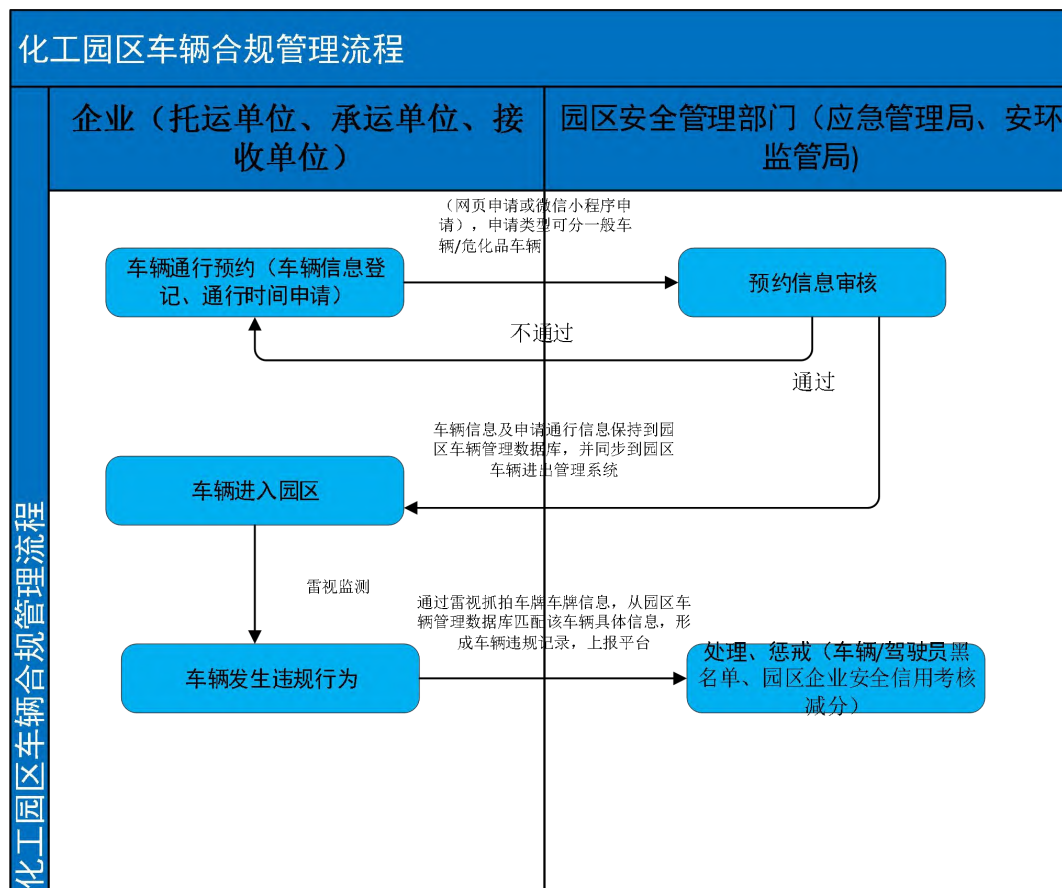 化工园区车辆合规管理流程
化工园区车辆合规管理流程
企业（托运单位、承运单位、接
收单位）
园区安全管理部门（应急管理局、安环
监管局)
（网页申请或微信小程序申
请），申请类型可分一般车
辆/危化品车辆
车辆通行预约（车辆信息登
记、通行时间申请）
预约信息审核
不通过
通过
车辆信息及申请通行信息保持到园
区车辆管理数据库，并同步到园区
车辆进出管理系统
车辆进入园区
雷视监测
通过雷视抓拍车牌车牌信息，从园区车
辆管理数据库匹配该车辆具体信息，形
成车辆违规记录，上报平台
车辆发生违规行为
处理、惩戒（车辆/驾驶员黑
名单、园区企业安全信用考核
减分）